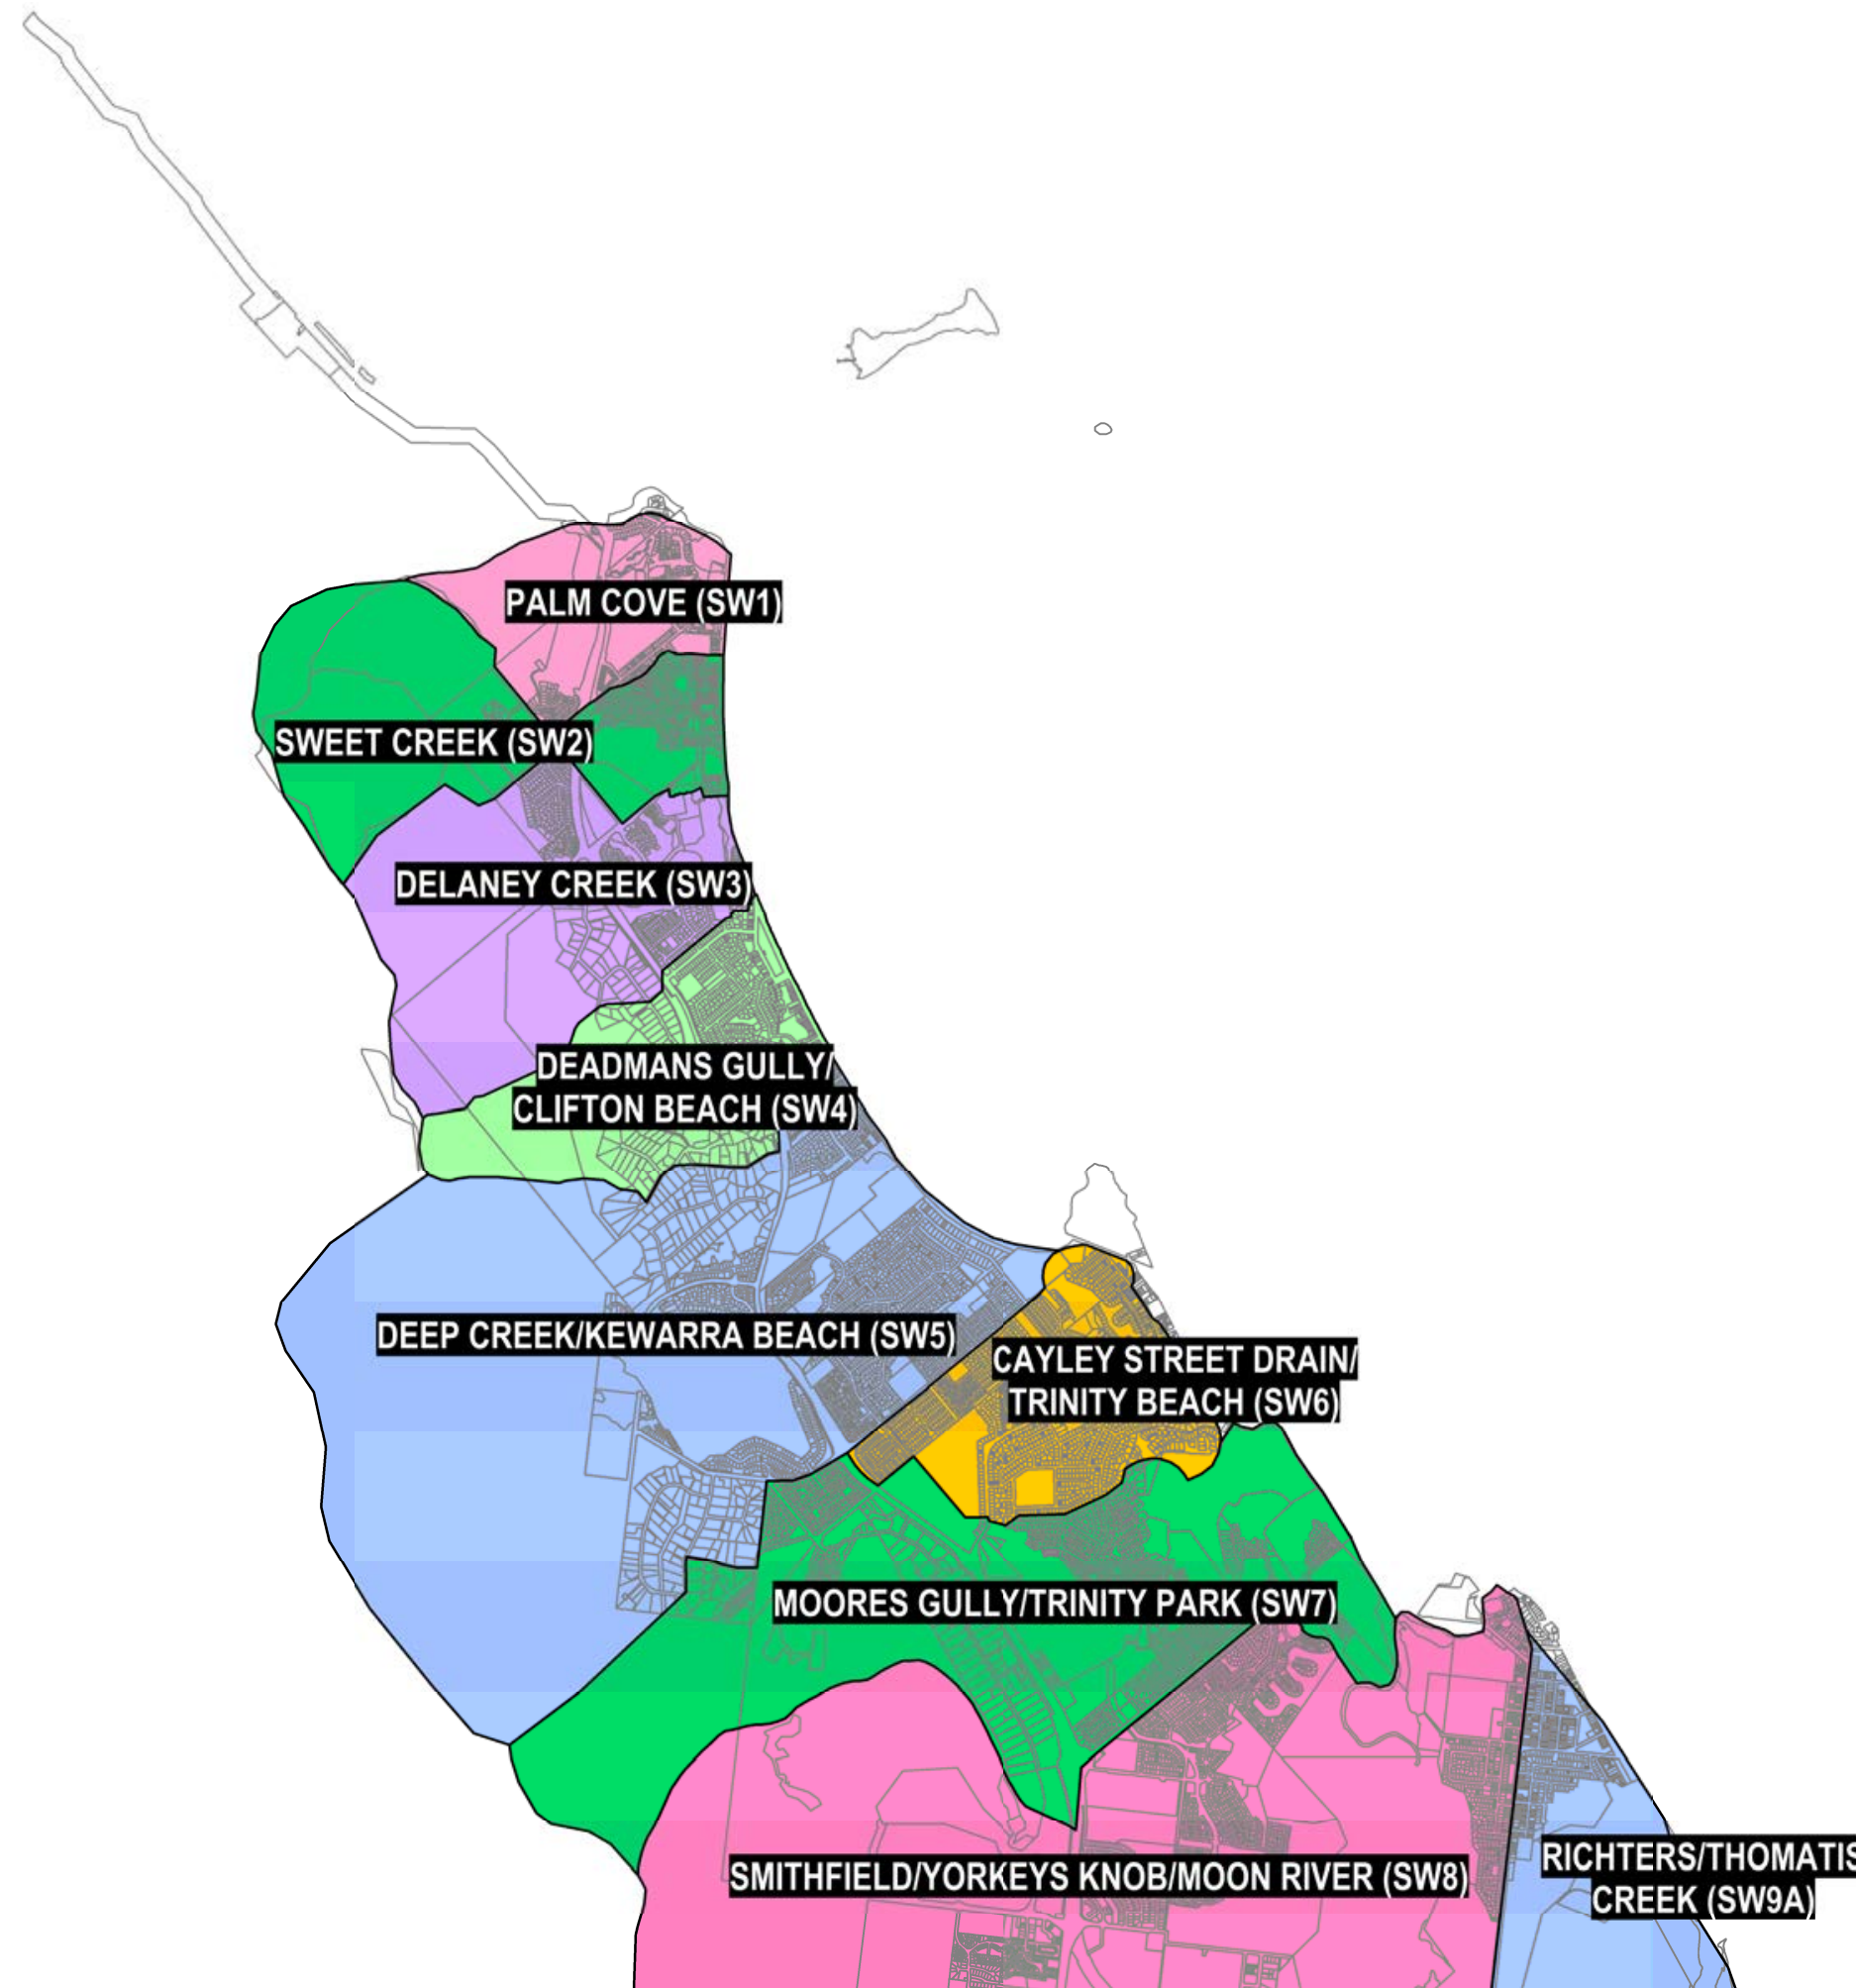 PALM COVE (SW1)
SWEET CREEK (SW2)
DELANEY CREEK (SW3)
DEADMANS GULLY/
CLIFTON BEACH (SW4)
DEEP CREEK/KEWARRA BEACH (SW5)
CAYLEY STREET DRAIN/
TRINITY BEACH (SW6)
MOORES GULLY/TRINITY PARK (SW7)
SMITHFIELD/YORKEYS KNOB/MOON RIVER (SW8)
RICHTERS/THOMATIS
CREEK (SW9A)